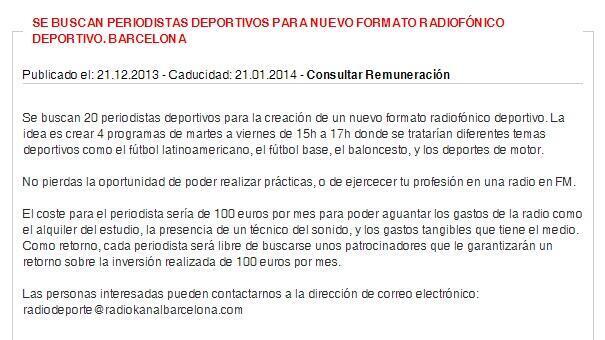 SE BUSCAN PERIODISTAS DEPORTIVOS PARA NUEVO FORMATO RADIOFÓNICO
DEPORTIVO. BARCELONA
Publicado el: 21.12.2013 - Caducidad: 21.01.2014 - Consultar Remuneración
Se buscan 20 periodistas deportivos para la creación de un nuevo formato radiofónico deportivo. La
idea es crear 4 programas de martes a viernes de 15h a 17h donde se tratarían diferentes temas
deportivos como el fútbol latinoamericano, el fútbol base, el baloncesto, y los deportes de motor.
No pierdas la oportunidad de poder realizar prácticas, o de ejercecer tu profesión en una radio en FM.
El coste para el periodista sería de 100 euros por mes para poder aguantar los gastos de la radio como
el alquiler del estudio, la presencia de un técnico del sonido, y los gastos tangibles que tiene el medio.
Como retorno, cada periodista será libre de buscarse unos patrocinadores que le garantizarán un
retorno sobre la inversión realizada de 100 euros por mes.
Las personas interesadas pueden contactarnos a la dirección de correo electrónico:
radiodeporte@radiokanalbarcelona.com